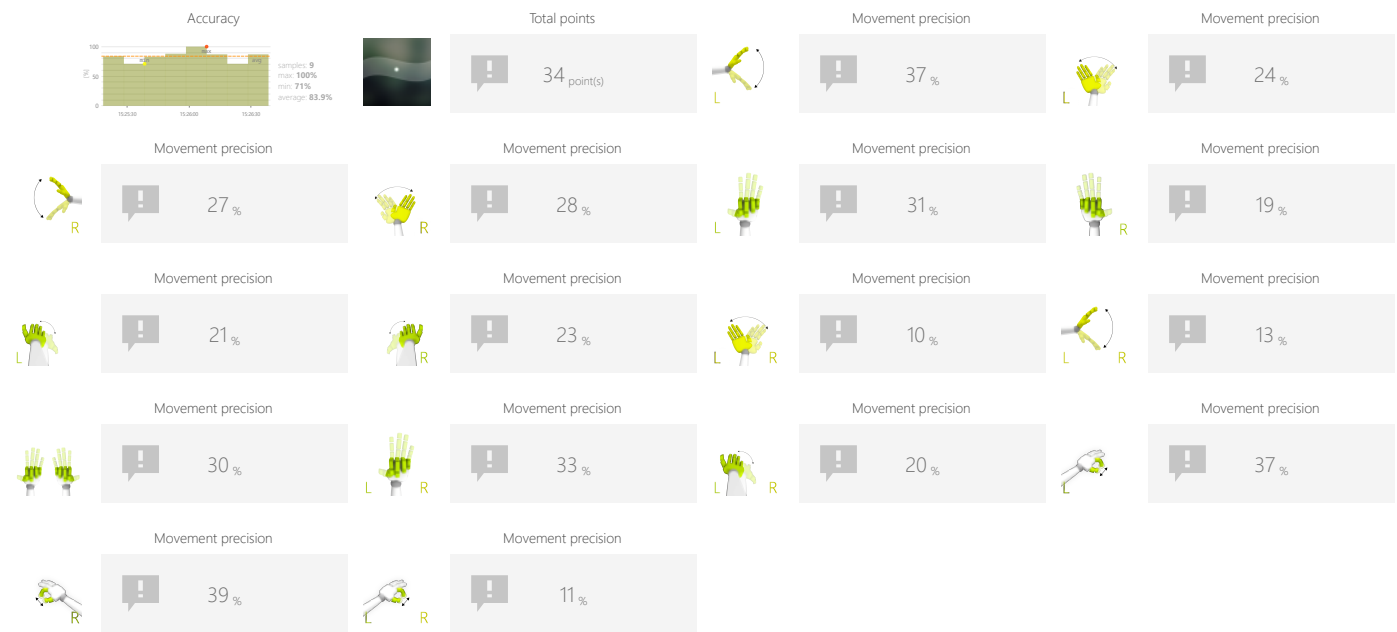 Accuracy
Total points
Movement precision
Movement precision
100
50
0
[%]
max
min
avg
samples: 9
max: 100%
min: 71%
average: 83.9%
15:25:30
15:26:00
15:26:30
34 point(s)
L
37 %
L
24 %
Movement precision
Movement precision
Movement precision
Movement precision
R
27 %
R
28 %
L
31 %
R
19 %
Movement precision
Movement precision
Movement precision
Movement precision
L
21 %
R
23 %
L R
10 %
L R
13 %
Movement precision
Movement precision
Movement precision
Movement precision
30 %
L R
33 %
L R
20 %
L
37 %
Movement precision
Movement precision
R
39 %
L R
11 %